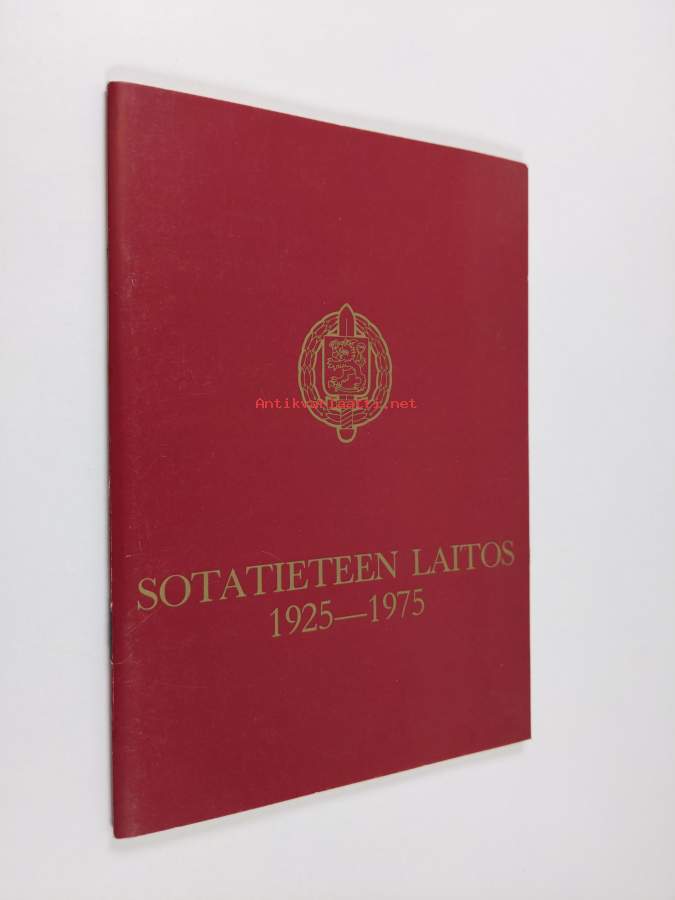 Antikvariaatti.net
SOTATIETEEN LAITOS
1925—1975